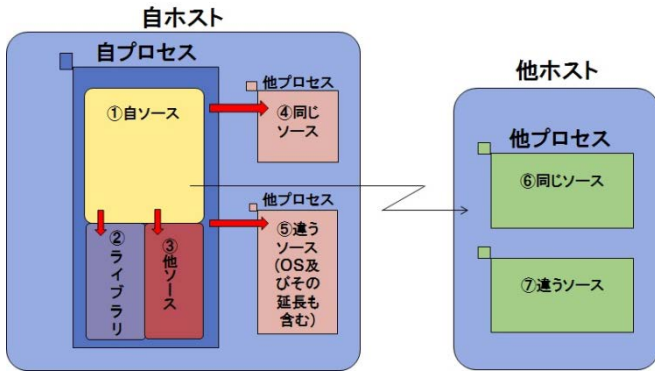 自ホスト
自プロセス
①自ソース
②ライブラリ
③他ソース
他プロセス
④同じ
ソース
他プロセス
⑤違う
ソース
(OS及
びその
延長も
含む)
他ホスト
他プロセス
⑥同じソース
⑦違うソース